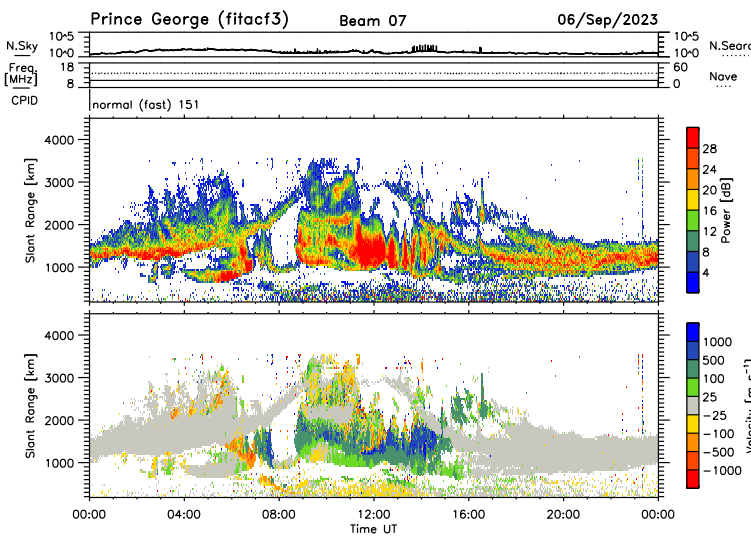 Prince George (fitacf3) Beam 07 06/Sep/2023
N.Sky 10^5 10^0 10^5 10^0 N.Searc
Freq [MHz] 18 8 60 0 Nave
CPID normal (fast) 151
Slant Range [km] 4000 3000 2000 1000
28 24 20 16 12 8 4 Power [dB]
Slant Range [km] 4000 3000 2000 1000
1000 500 100 25 -25 -100 -500 -1000
00:00 04:00 08:00 12:00 16:00 20:00 00:00
Time UT